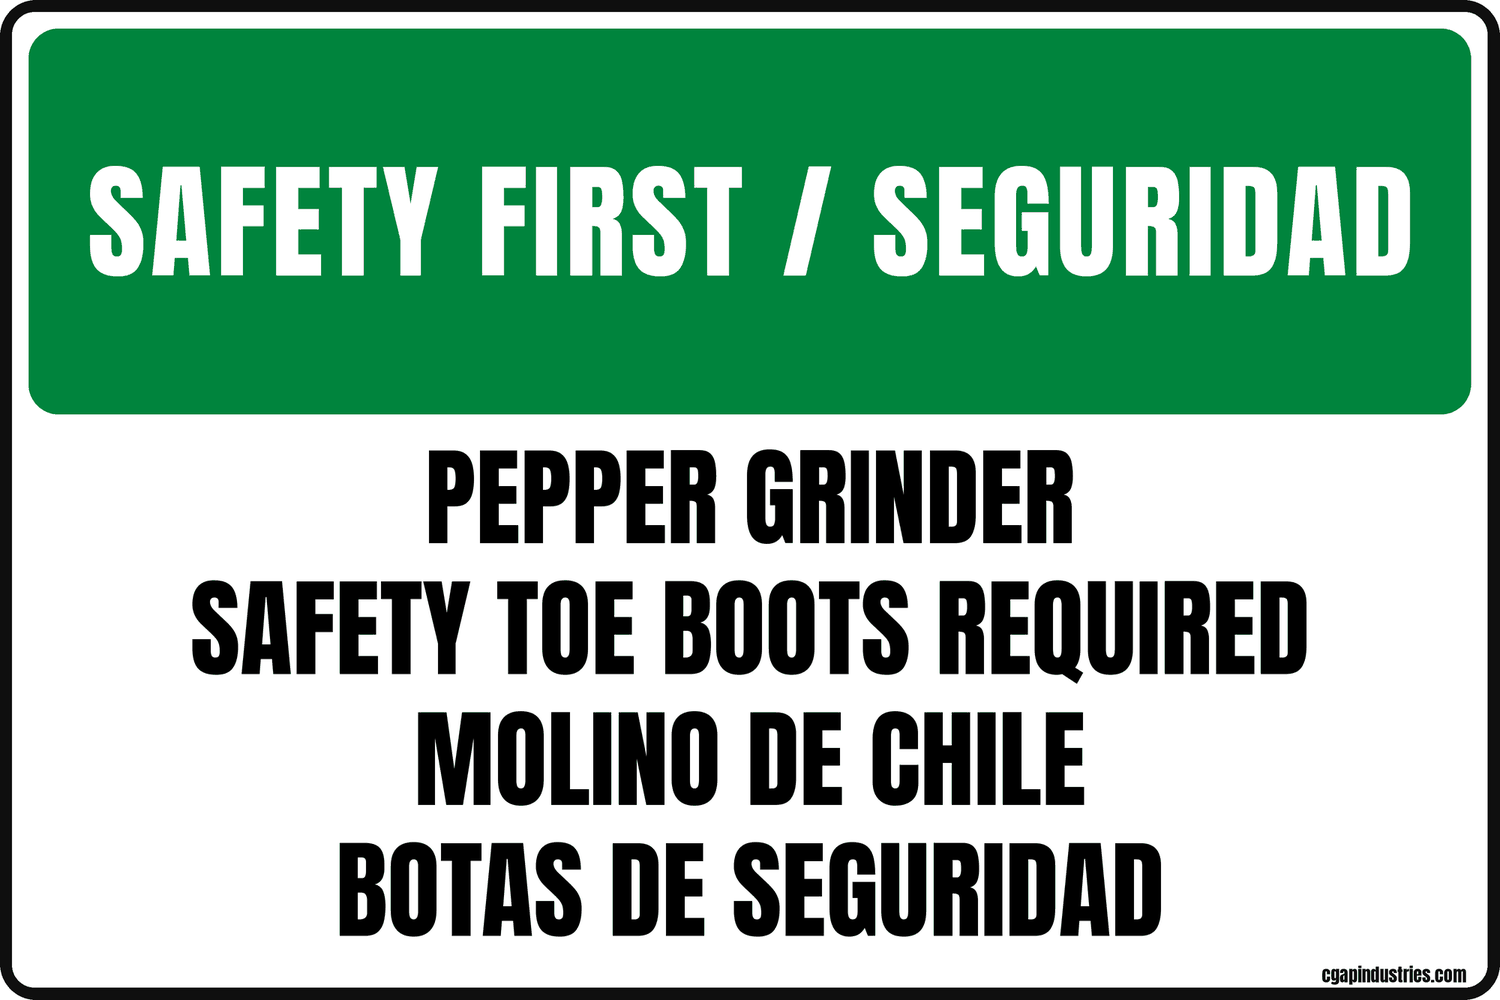 SAFETY FIRST / SEGURIDAD
PEPPER GRINDER
SAFETY TOE BOOTS REQUIRED
MOLINO DE CHILE
BOTAS DE SEGURIDAD
cgapindustries.com